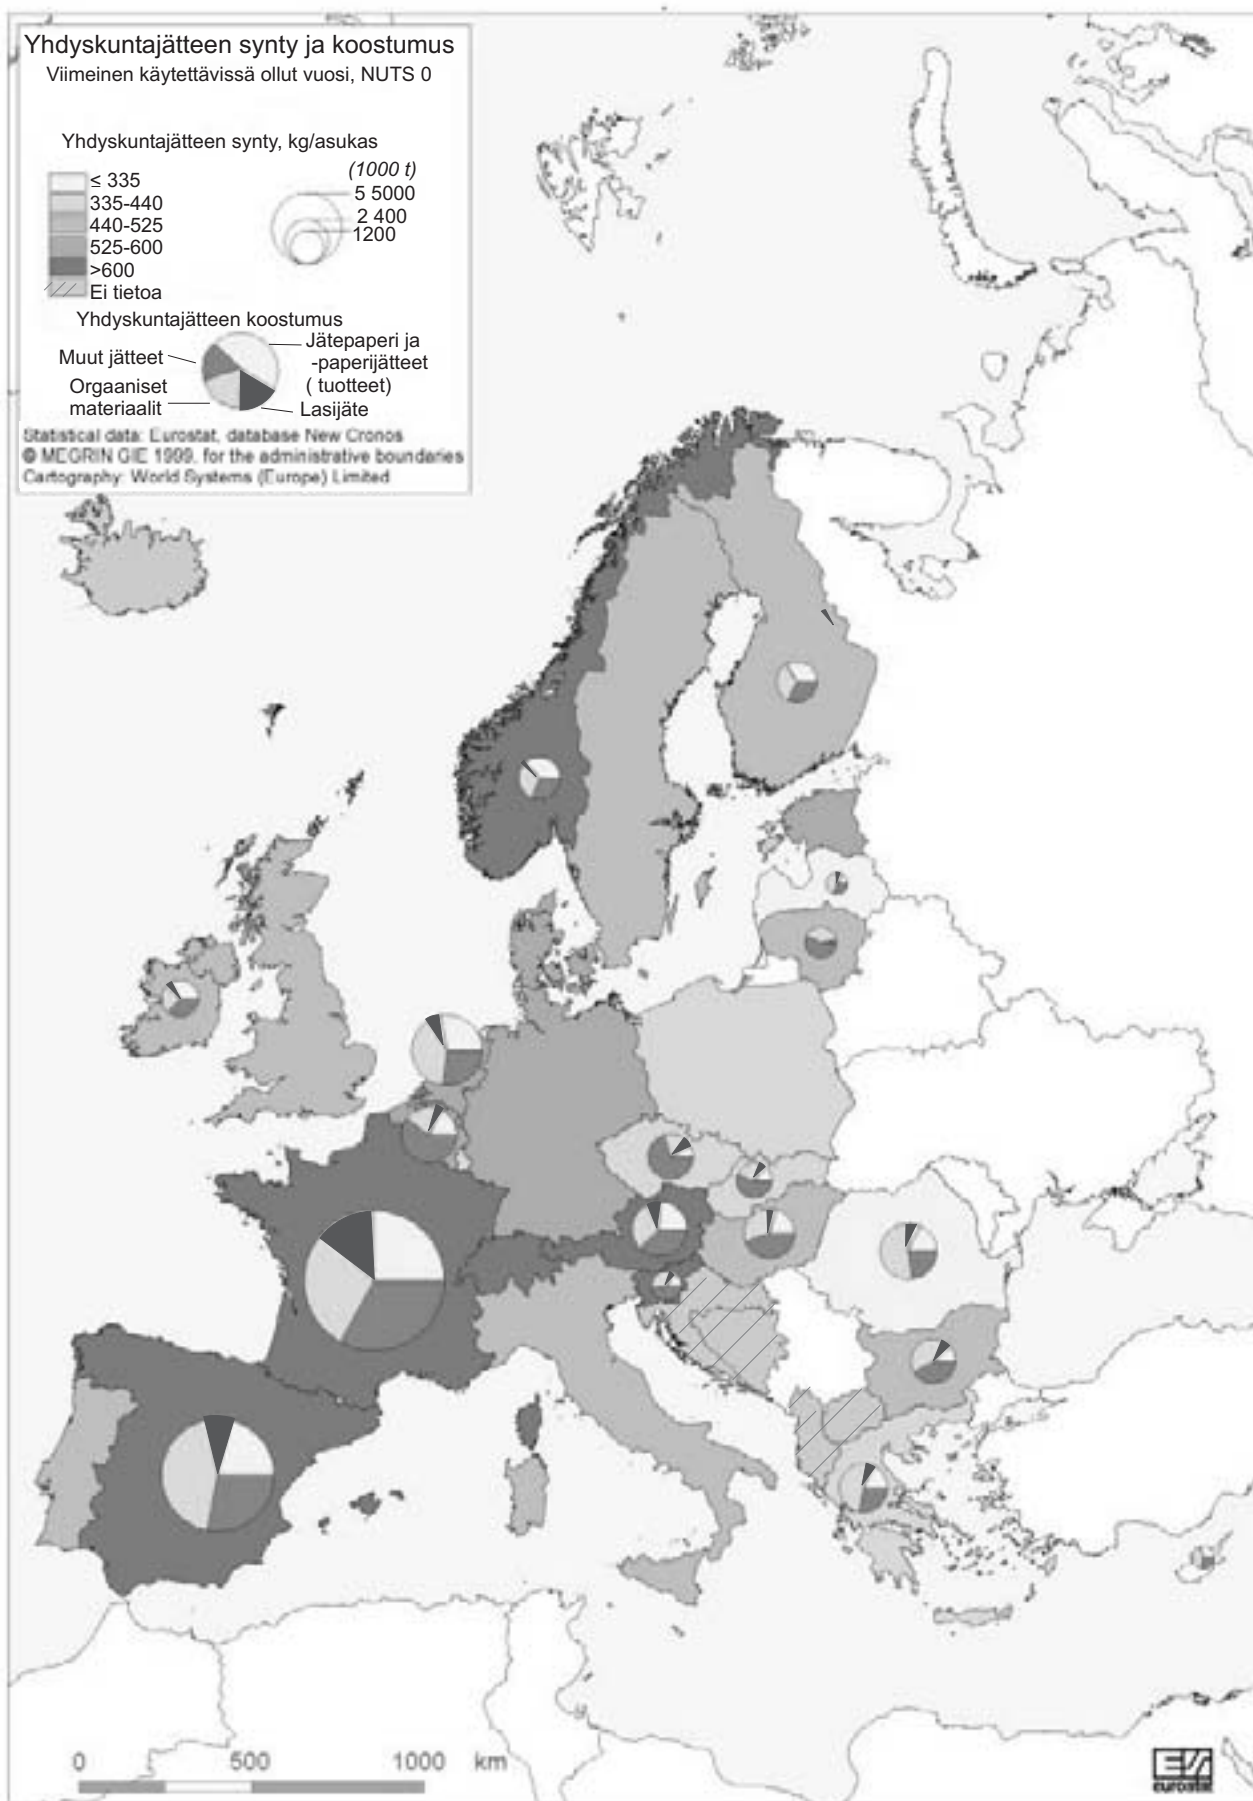 Yhdyskuntajätteen synty ja koostumus
Viimeinen käytettävissä ollut vuosi, NUTS 0
Yhdyskuntajätteen synty, kg/asukas
(1000 t)
≤ 335
335-440
440-525
525-600
>600
Ei tietoa
5 5000
2 400
1200
Yhdyskuntajätteen koostumus
Muut jätteet
Orgaaniset
materiaalit
Jätepaperi ja
-paperijätteet
( tuotteet)
Lasijäte
Statistical data: Eurostat, database New Cronos
© MEGRIN GIE 1999, for the administrative boundaries
Cartography: World Systems (Europe) Limited
0 500 1000 km
eurostat